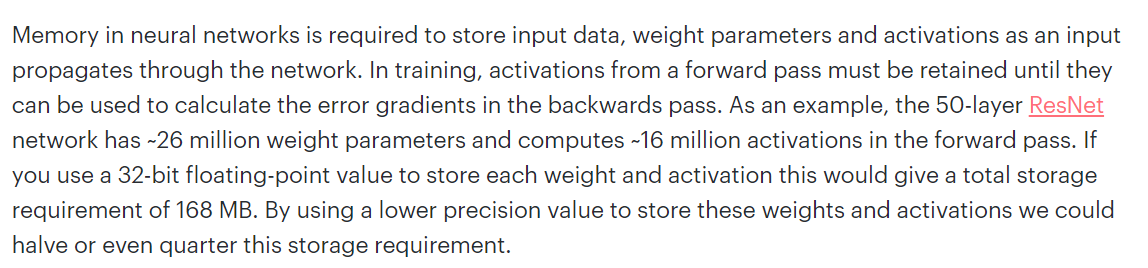 Memory in neural networks is required to store input data, weight parameters and activations as an input
propagates through the network. In training, activations from a forward pass must be retained until they
can be used to calculate the error gradients in the backwards pass. As an example, the 50-layer ResNet
network has ~26 million weight parameters and computes ~16 million activations in the forward pass. If
you use a 32-bit floating-point value to store each weight and activation this would give a total storage
requirement of 168 MB. By using a lower precision value to store these weights and activations we could
halve or even quarter this storage requirement.